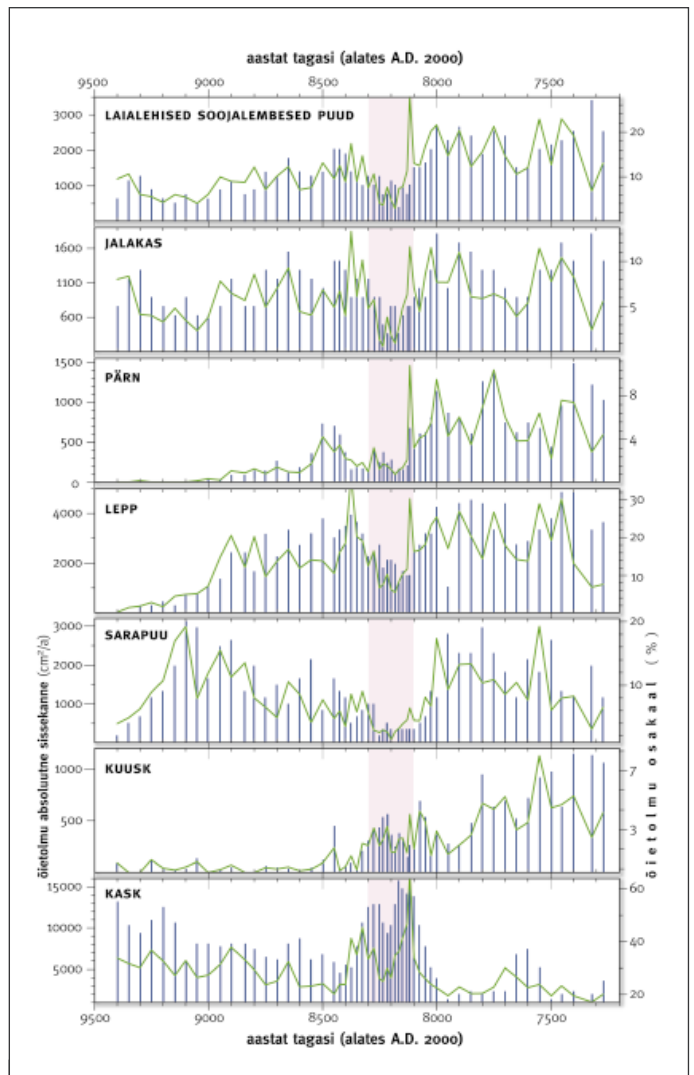 aastat tagasi (alates A.D. 2000)
9500 9000 8500 8000 7500
LAIALEHISED SOOJALEMBESED PUUD
3000
2000
1000
20
10
JALAKAS
1600
1100
600
10
5
PÄRN
1500
1000
500
0
8
4
LEPP
4000
2000
30
20
10
SARAPUU
3000
2000
1000
20
10
KUUSK
1000
500
7
3
KASK
15000
10000
5000
60
40
20
õietolmu absoluutne sissekanne (cm²/a)
õietolmu osakaal (%)
9500 9000 8500 8000 7500
aastat tagasi (alates A.D. 2000)